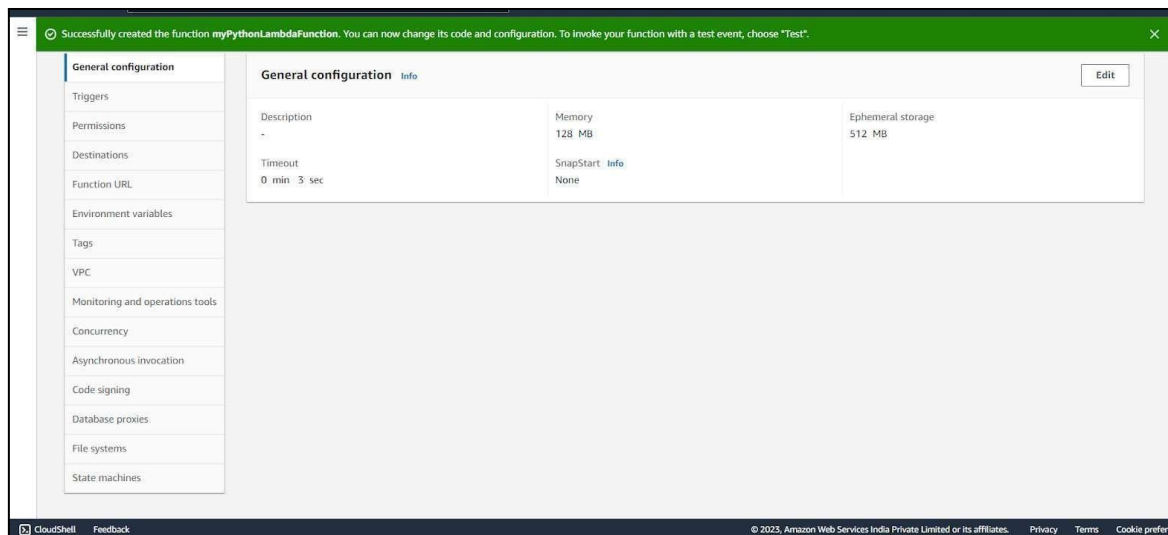 Successfully created the function myPythonLambdaFunction. You can now change its code and configuration. To invoke your function with a test event, choose "Test".
General configuration
Triggers
Permissions
Destinations
Function URL
Environment variables
Tags
VPC
Monitoring and operations tools
Concurrency
Asynchronous invocation
Code signing
Database proxies
File systems
State machines
General configuration Info
Edit
Description
-
Memory
128 MB
Ephemeral storage
512 MB
Timeout
0 min 3 sec
SnapStart Info
None
CloudShell Feedback © 2023, Amazon Web Services India Private Limited or its affiliates. Privacy Terms Cookie prefer